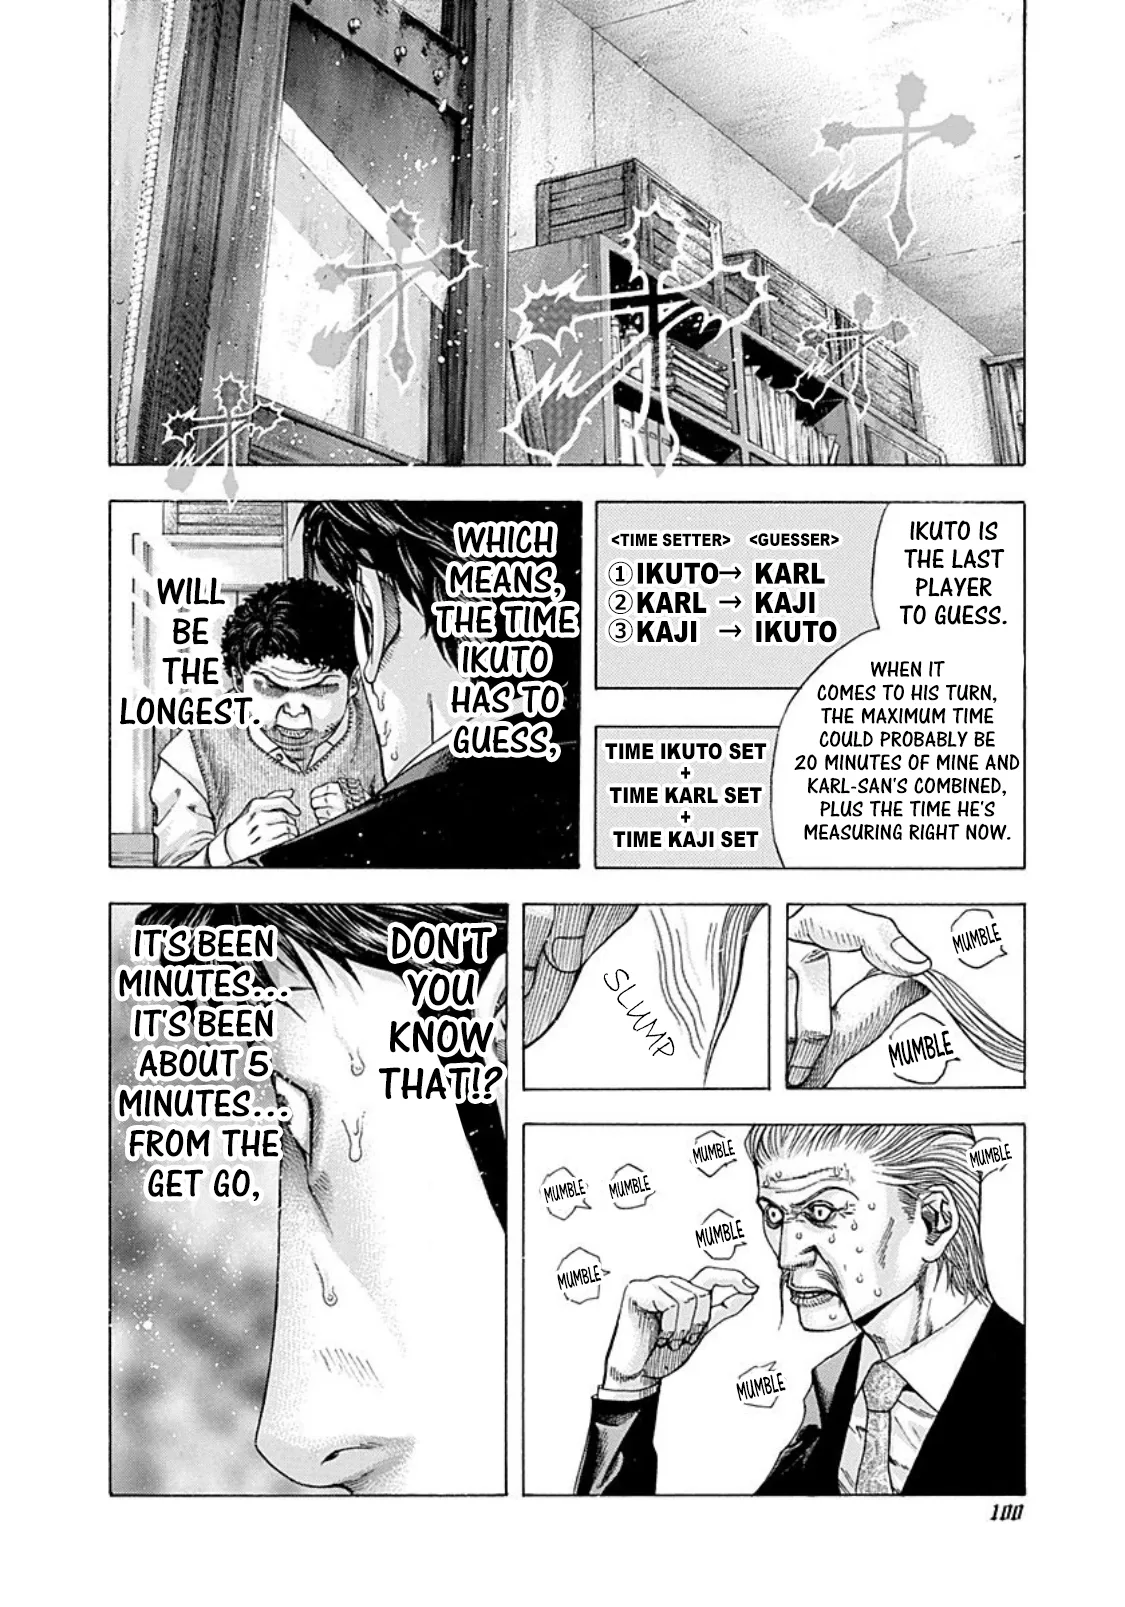 IKUTO IS
THE LAST
PLAYER
TO GUESS.
<TIME SETTER> <GUESSER>
①IKUTO→ KARL
②KARL → KAJI
③KAJI → IKUTO
WHEN IT
COMES TO HIS TURN,
THE MAXIMUM TIME
COULD PROBABLY BE
20 MINUTES OF MINE AND
KARL-SAN'S COMBINED,
PLUS THE TIME HE'S
MEASURING RIGHT NOW.
TIME IKUTO SET
+
TIME KARL SET
+
TIME KAJI SET
WHICH
MEANS,
THE TIME
IKUTO
HAS TO
GUESS,
WILL
BE
THE
LONGEST.
MUMBLE
MUMBLE
SLUMP
DON'T
YOU
KNOW
THAT!?
IT'S BEEN
MINUTES...
IT'S BEEN
ABOUT 5
MINUTES...
FROM THE
GET GO,
MUMBLE
MUMBLE
MUMBLE
MUMBLE
MUMBLE
MUMBLE
MUMBLE
100